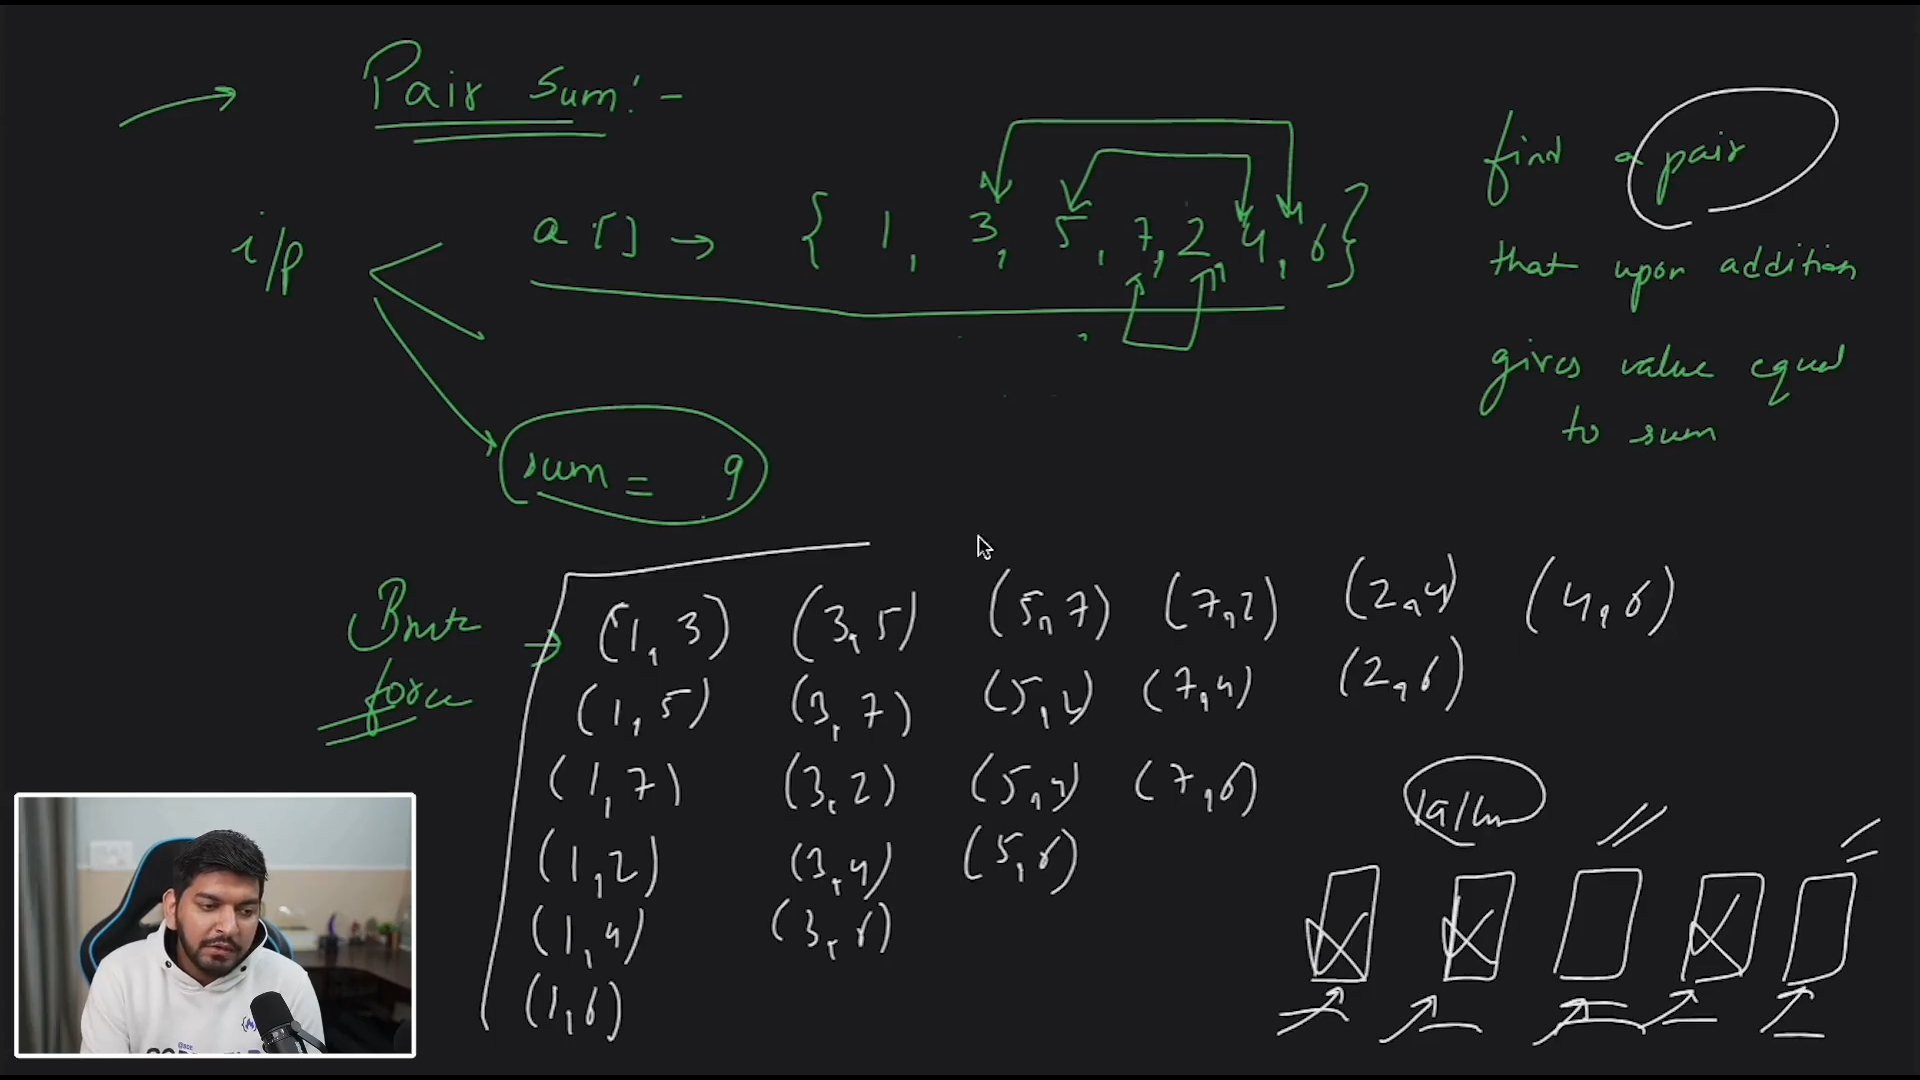 Pair Sum:-
i/p
a[] → { 1, 3, 5, 7, 2, 4, 6}
sum = 9
find a pair
that upon addition
gives value equal
to sum
Brute
force
(1, 3) (3, 5) (5, 7) (7, 2) (2, 4) (4, 6)
(1, 5) (3, 7) (5, 2) (7, 4) (2, 6)
(1, 7) (3, 2) (5, 4) (7, 6)
(1, 2) (3, 4) (5, 6)
(1, 4) (3, 6)
(1, 6)